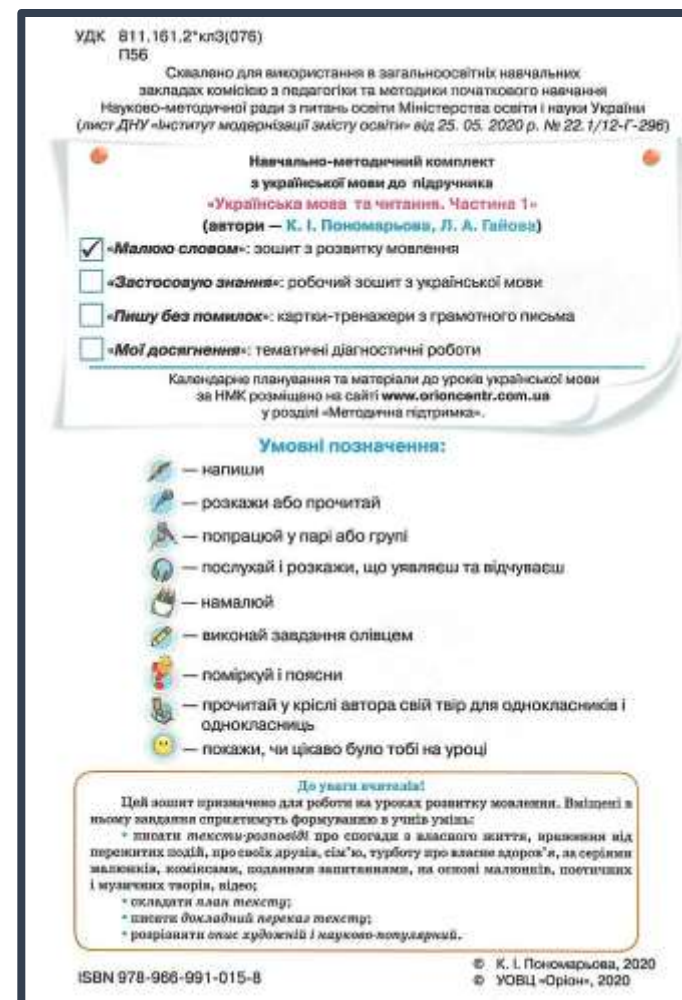 УДК 811.161.2*кл3(076)
П56
Схвалено для використання в загальноосвітніх навчальних
закладах комісією з педагогіки та методики початкового навчання
Науково-методичної ради з питань освіти Міністерства освіти і науки України
(лист ДНУ «Інститут модернізації змісту освіти» від 25. 05. 2020 р. № 22.1/12-Г-296)
Навчально-методичний комплект
з української мови до підручника
«Українська мова та читання. Частина 1»
(автори — К. І. Пономарьова, Л. А. Гайова)
«Малюю словом»: зошит з розвитку мовлення
«Застосовую знання»: робочий зошит з української мови
«Пишу без помилок»: картки-тренажери з грамотного письма
«Мої досягнення»: тематичні діагностичні роботи
Календарне планування та матеріали до уроків української мови
за НМК розміщено на сайті www.orioncentr.com.ua
у розділі «Методична підтримка».
Умовні позначення:
— напиши
— розкажи або прочитай
— попрацюй у парі або групі
— послухай і розкажи, що уявляєш та відчуваєш
— намалюй
— виконай завдання олівцем
— поміркуй і поясни
— прочитай у кріслі автора свій твір для однокласників і
однокласниць
— покажи, чи цікаво було тобі на уроці
До уваги вчителів!
Цей зошит призначено для роботи на уроках розвитку мовлення. Вміщені в
ньому завдання сприятимуть формуванню в учнів умінь:
• писати тексти-розповіді про спогади з власного життя, враження від
пережитих подій, про своїх друзів, сім’ю, турботу про власне здоров’я, за серіями
малюнків, коміксами, поданими запитаннями, на основі малюнків, поетичних
і музичних творів, відео;
• складати план тексту;
• писати докладний переказ тексту;
• розрізняти опис художній і науково-популярний.
ISBN 978-966-991-015-8
© К. І. Пономарьова, 2020
© УОВЦ «Оріон», 2020